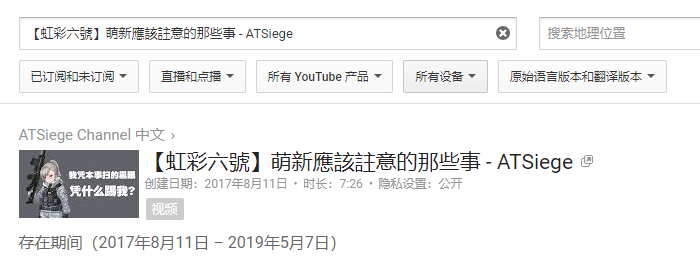 【虹彩六號】萌新應該註意的那些事 - ATSiege
搜索地理位置
已订阅和未订阅
直播和点播
所有 YouTube 产品
所有设备
原始语言版本和翻译版本
ATSiege Channel 中文 ›
我凭本事扫的黑眼
凭什么踢我?
【虹彩六號】萌新應該註意的那些事 - ATSiege
创建日期：2017年8月11日 • 时长：7:26 • 隐私设置：公开
视频
存在期间（2017年8月11日 – 2019年5月7日）